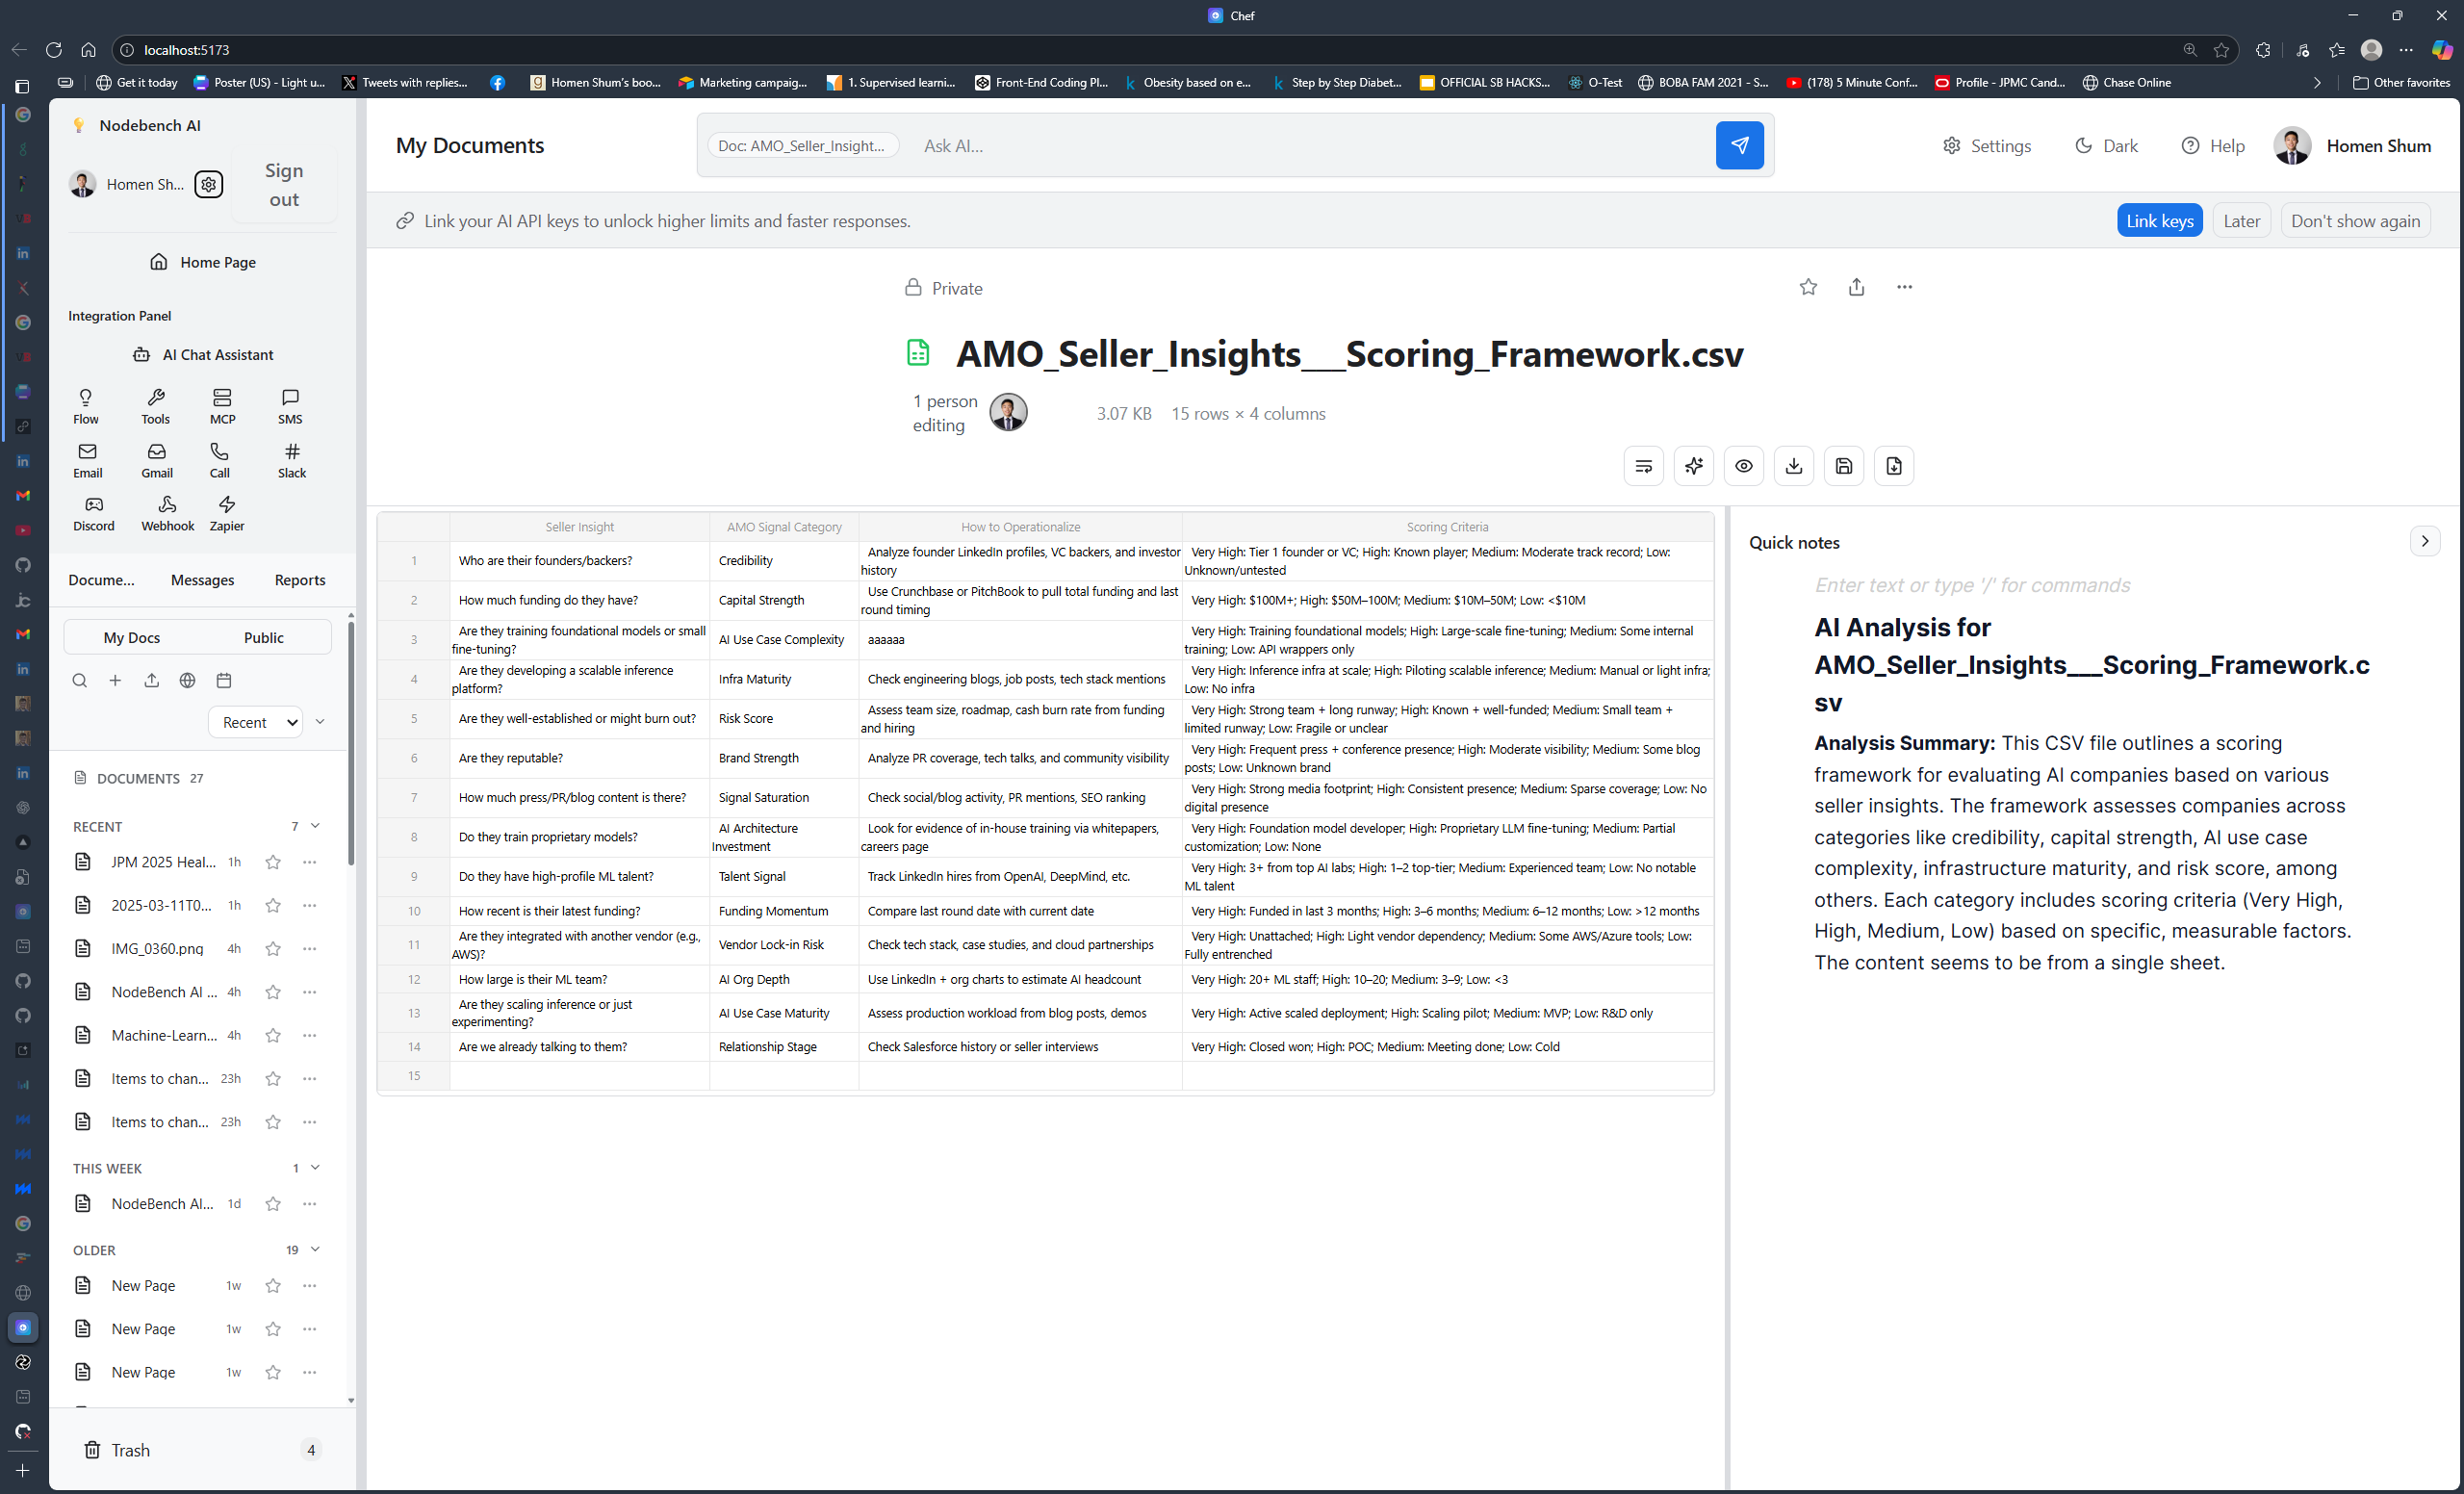 Chef
localhost:5173
Get it today
Poster (US) - Light u...
Tweets with replies...
Homen Shum's boo...
Marketing campaig...
1. Supervised learni...
Front-End Coding Pl...
Obesity based on e...
Step by Step Diabet...
OFFICIAL SB HACKS...
O-Test
BOBA FAM 2021 - S...
(178) 5 Minute Conf...
Profile - JPMC Cand...
Chase Online
Other favorites
Nodebench AI
Homen Sh...
Sign
out
Home Page
Integration Panel
AI Chat Assistant
Flow Tools MCP SMS
Email Gmail Call Slack
Discord Webhook Zapier
Docume... Messages Reports
My Docs Public
Recent
DOCUMENTS 27
RECENT 7
JPM 2025 Heal... 1h
2025-03-11T0... 1h
IMG_0360.png 4h
NodeBench AI ... 4h
Machine-Learn... 4h
Items to chan... 23h
Items to chan... 23h
THIS WEEK 1
NodeBench AI... 1d
OLDER 19
New Page 1w
New Page 1w
New Page 1w
Trash 4
My Documents
Doc: AMO_Seller_Insight... Ask AI...
Settings Dark Help Homen Shum
Link your AI API keys to unlock higher limits and faster responses.
Link keys Later Don't show again
Private
AMO_Seller_Insights___Scoring_Framework.csv
1 person
editing
3.07 KB 15 rows × 4 columns
Seller Insight AMO Signal Category How to Operationalize Scoring Criteria
1 Who are their founders/backers? Credibility Analyze founder LinkedIn profiles, VC backers, and investor history Very High: Tier 1 founder or VC; High: Known player; Medium: Moderate track record; Low: Unknown/untested
2 How much funding do they have? Capital Strength Use Crunchbase or PitchBook to pull total funding and last round timing Very High: $100M+; High: $50M–100M; Medium: $10M–50M; Low: <$10M
3 Are they training foundational models or small fine-tuning? AI Use Case Complexity aaaaaa Very High: Training foundational models; High: Large-scale fine-tuning; Medium: Some internal training; Low: API wrappers only
4 Are they developing a scalable inference platform? Infra Maturity Check engineering blogs, job posts, tech stack mentions Very High: Inference infra at scale; High: Piloting scalable inference; Medium: Manual or light infra; Low: No infra
5 Are they well-established or might burn out? Risk Score Assess team size, roadmap, cash burn rate from funding and hiring Very High: Strong team + long runway; High: Known + well-funded; Medium: Small team + limited runway; Low: Fragile or unclear
6 Are they reputable? Brand Strength Analyze PR coverage, tech talks, and community visibility Very High: Frequent press + conference presence; High: Moderate visibility; Medium: Some blog posts; Low: Unknown brand
7 How much press/PR/blog content is there? Signal Saturation Check social/blog activity, PR mentions, SEO ranking Very High: Strong media footprint; High: Consistent presence; Medium: Sparse coverage; Low: No digital presence
8 Do they train proprietary models? AI Architecture Investment Look for evidence of in-house training via whitepapers, careers page Very High: Foundation model developer; High: Proprietary LLM fine-tuning; Medium: Partial customization; Low: None
9 Do they have high-profile ML talent? Talent Signal Track LinkedIn hires from OpenAI, DeepMind, etc. Very High: 3+ from top AI labs; High: 1–2 top-tier; Medium: Experienced team; Low: No notable ML talent
10 How recent is their latest funding? Funding Momentum Compare last round date with current date Very High: Funded in last 3 months; High: 3–6 months; Medium: 6–12 months; Low: >12 months
11 Are they integrated with another vendor (e.g., AWS)? Vendor Lock-in Risk Check tech stack, case studies, and cloud partnerships Very High: Unattached; High: Light vendor dependency; Medium: Some AWS/Azure tools; Low: Fully entrenched
12 How large is their ML team? AI Org Depth Use LinkedIn + org charts to estimate AI headcount Very High: 20+ ML staff; High: 10–20; Medium: 3–9; Low: <3
13 Are they scaling inference or just experimenting? AI Use Case Maturity Assess production workload from blog posts, demos Very High: Active scaled deployment; High: Scaling pilot; Medium: MVP; Low: R&D only
14 Are we already talking to them? Relationship Stage Check Salesforce history or seller interviews Very High: Closed won; High: POC; Medium: Meeting done; Low: Cold
15
Quick notes
Enter text or type '/' for commands
AI Analysis for
AMO_Seller_Insights___Scoring_Framework.c
sv
Analysis Summary: This CSV file outlines a scoring
framework for evaluating AI companies based on various
seller insights. The framework assesses companies across
categories like credibility, capital strength, AI use case
complexity, infrastructure maturity, and risk score, among
others. Each category includes scoring criteria (Very High,
High, Medium, Low) based on specific, measurable factors.
The content seems to be from a single sheet.